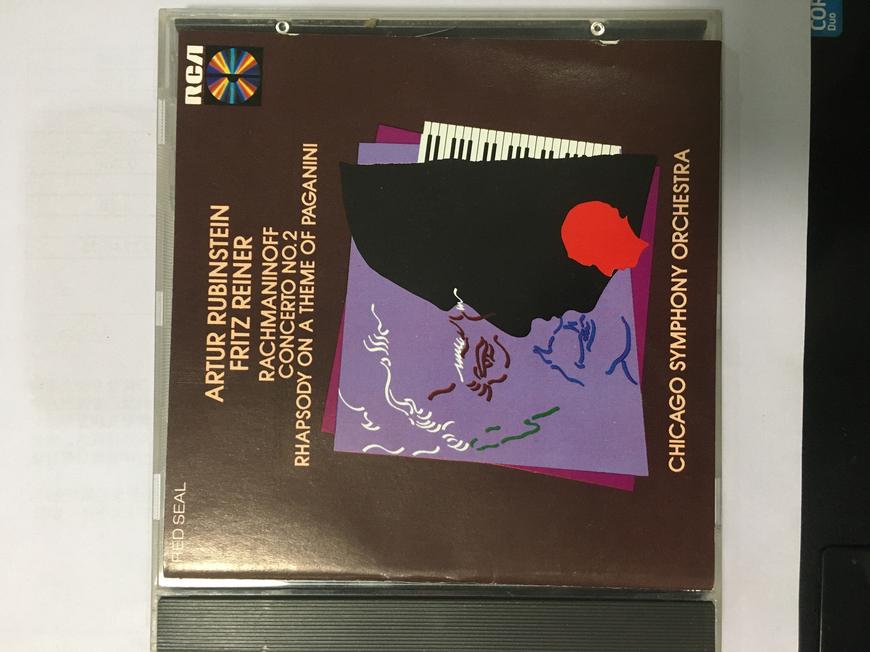 RED SEAL
RCA
ARTUR RUBINSTEIN
FRITZ REINER
RACHMANINOFF
CONCERTO NO.2
RHAPSODY ON A THEME OF PAGANINI
CHICAGO SYMPHONY ORCHESTRA
Duo